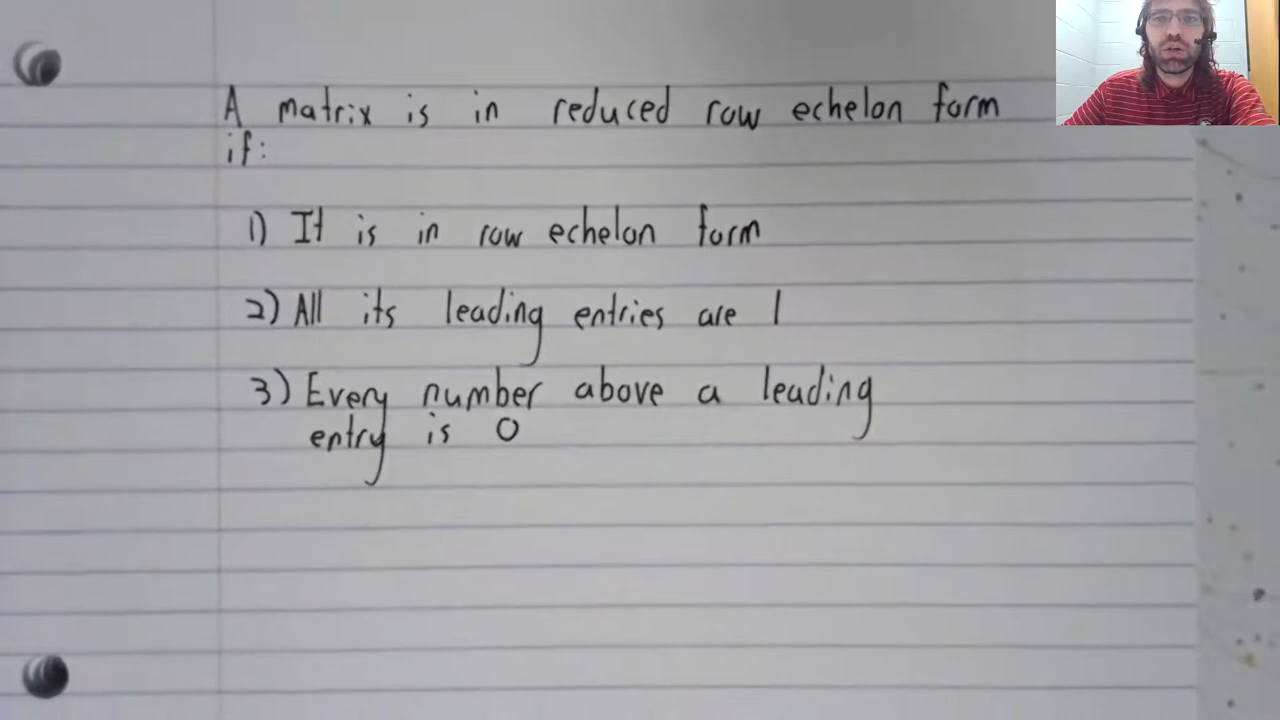 A matrix is in reduced row echelon form
if:
1) It is in row echelon form
2) All its leading entries are 1
3) Every number above a leading
entry is 0